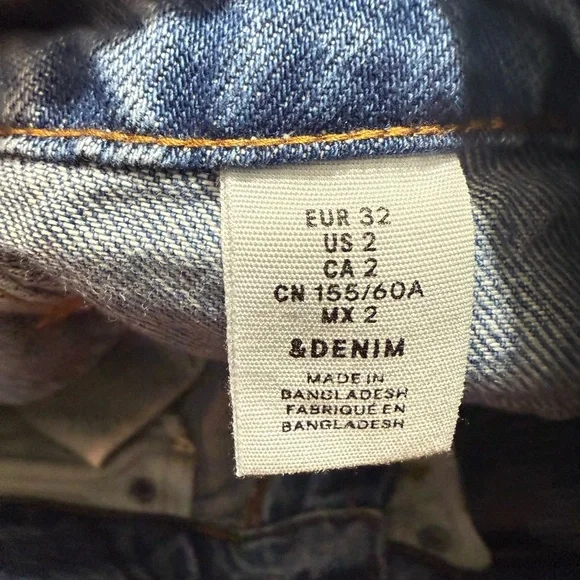 EUR 32
US 2
CA 2
CN 155/60A
MX 2
&DENIM
MADE IN
BANGLADESH
FABRIQUÉ EN
BANGLADESH